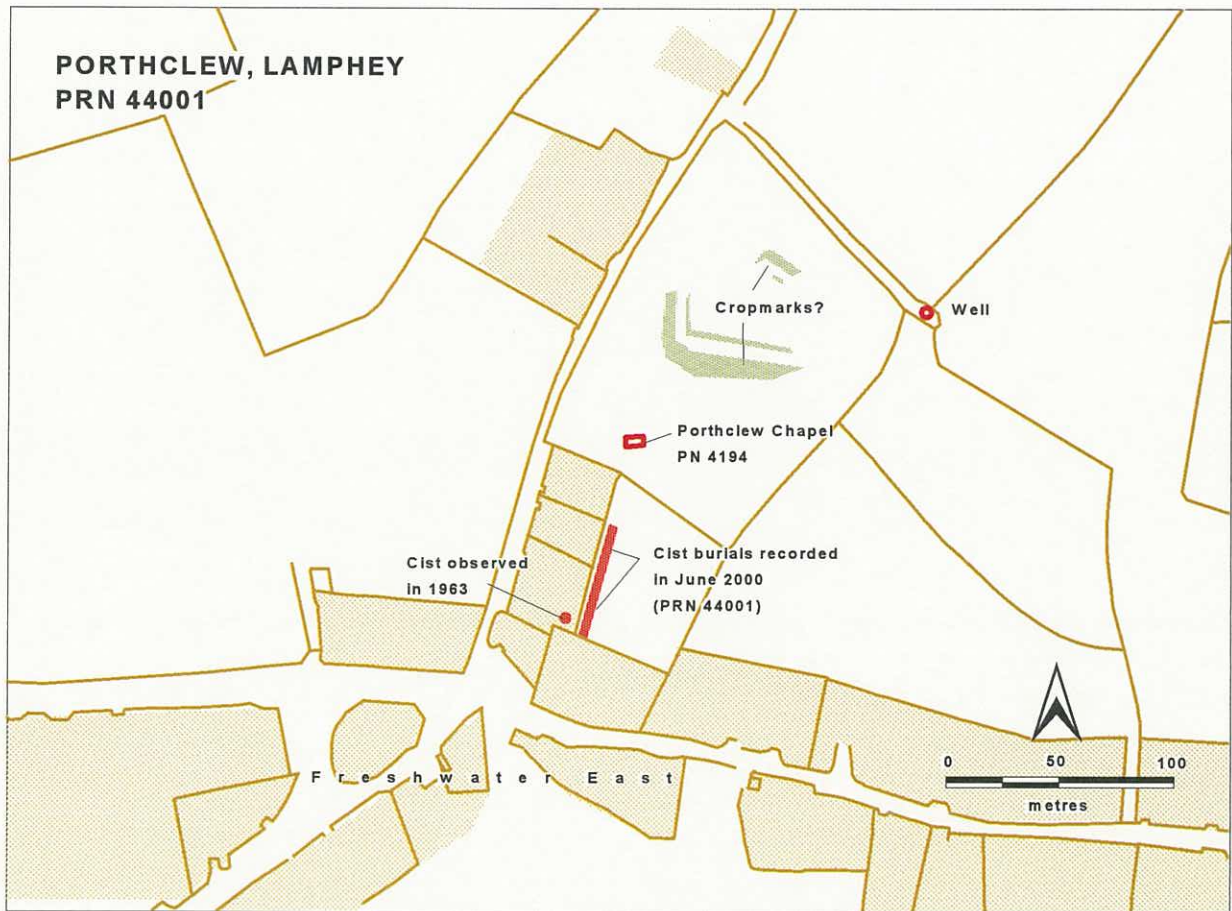 PORTHCLEW, LAMPHEY
PRN 44001
Cropmarks?
Well
Porthclew Chapel
PN 4194
Cist observed
in 1963
Cist burials recorded
in June 2000
(PRN 44001)
Freshwater East
0 50 100
metres